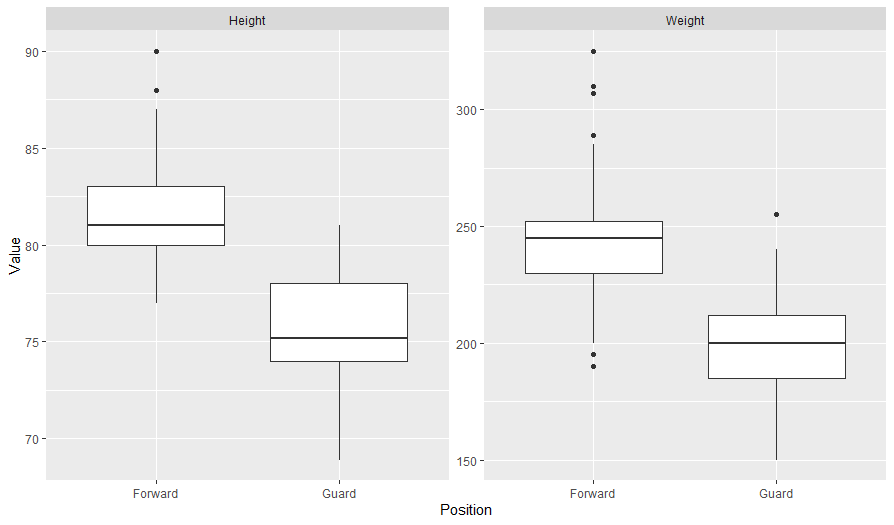 Height
Weight
Value
90
85
80
75
70
300
250
200
150
Forward
Guard
Forward
Guard
Position